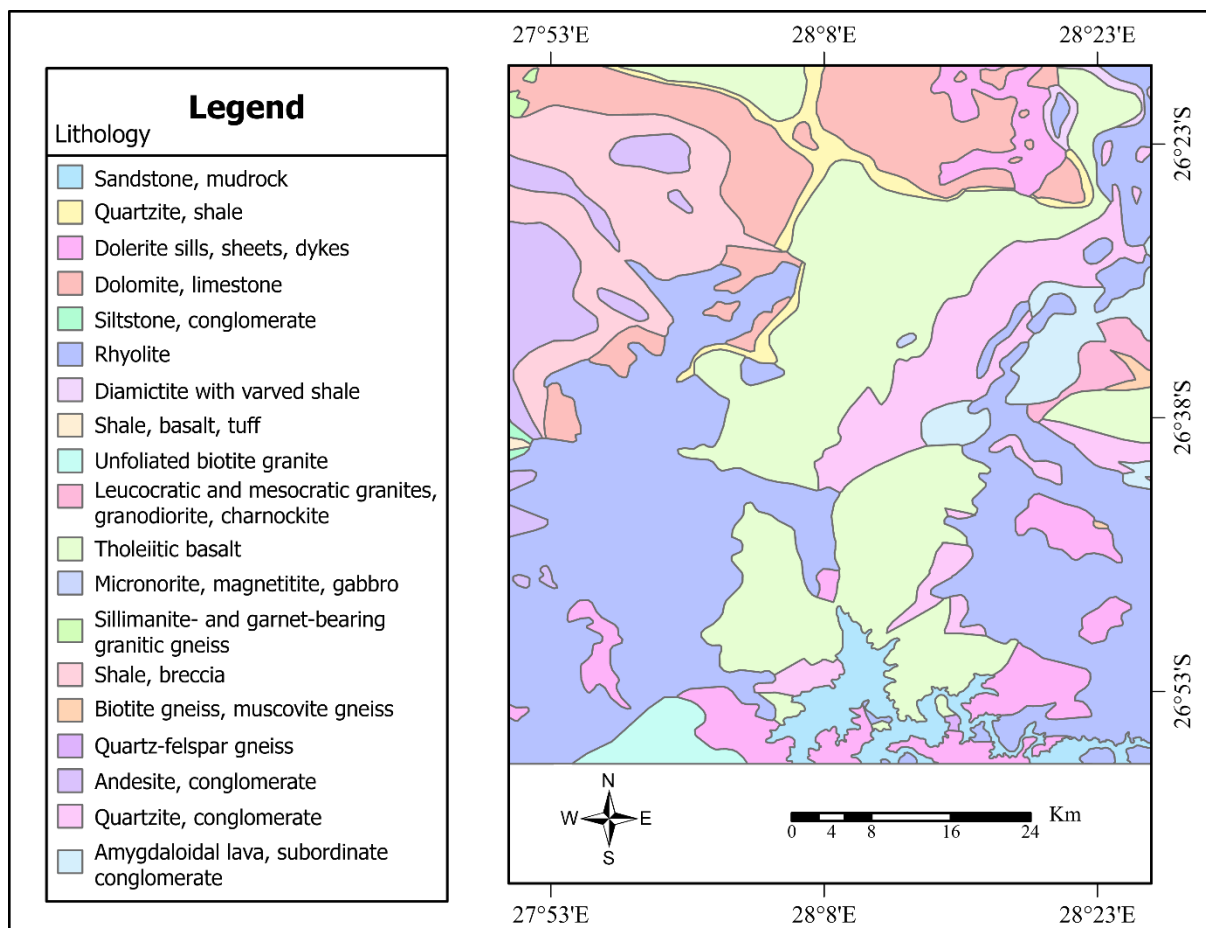 27°53'E 28°8'E 28°23'E
Legend
Lithology
Sandstone, mudrock
Quartzite, shale
Dolerite sills, sheets, dykes
Dolomite, limestone
Siltstone, conglomerate
Rhyolite
Diamictite with varved shale
Shale, basalt, tuff
Unfoliated biotite granite
Leucocratic and mesocratic granites,
granodiorite, charnockite
Tholeiitic basalt
Micronorite, magnetitite, gabbro
Sillimanite- and garnet-bearing
granitic gneiss
Shale, breccia
Biotite gneiss, muscovite gneiss
Quartz-felspar gneiss
Andesite, conglomerate
Quartzite, conglomerate
Amygdaloidal lava, subordinate
conglomerate
26°23'S
26°38'S
26°53'S
N
W E
S
Km
0 4 8 16 24
27°53'E 28°8'E 28°23'E